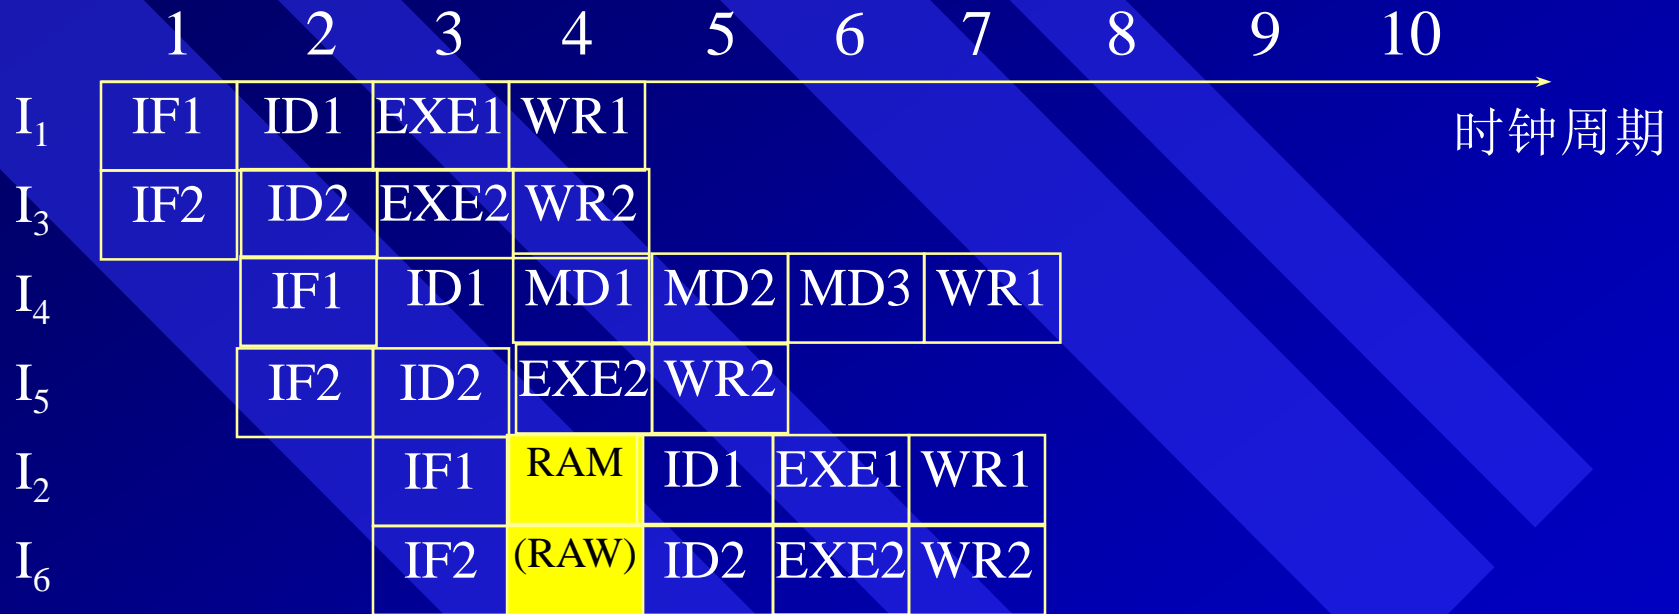 1 2 3 4 5 6 7 8 9 10
I1 IF1 ID1 EXE1 WR1 时钟周期
I3 IF2 ID2 EXE2 WR2
I4 IF1 ID1 MD1 MD2 MD3 WR1
I5 IF2 ID2 EXE2 WR2
I2 IF1 RAM ID1 EXE1 WR1
I6 IF2 (RAW) ID2 EXE2 WR2